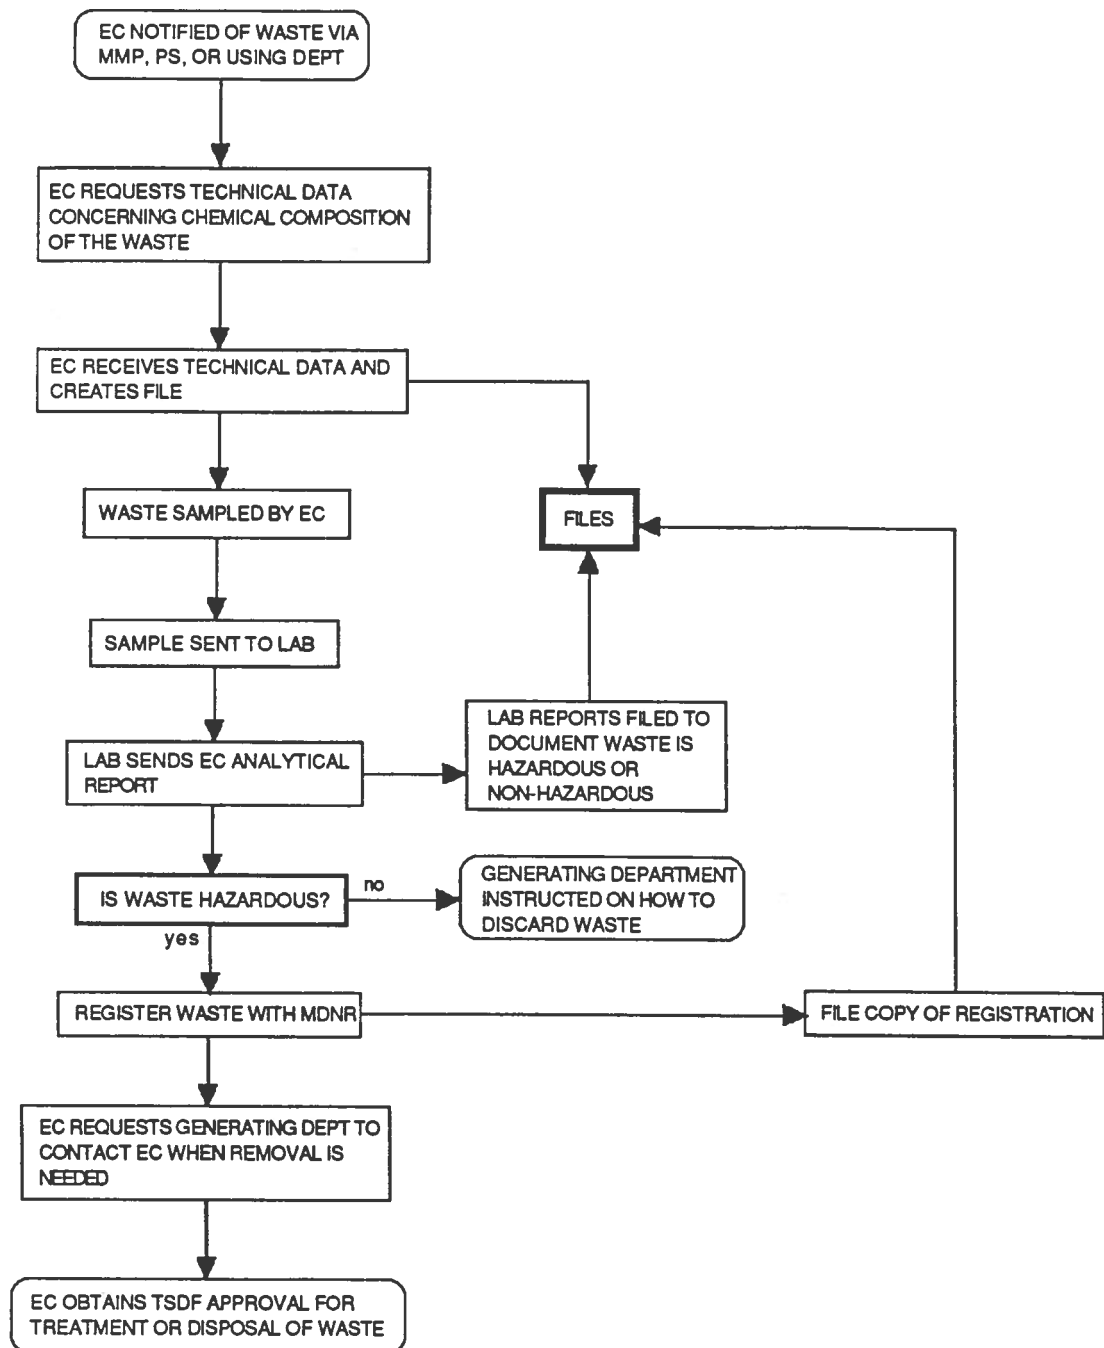 EC NOTIFIED OF WASTE VIA
MMP, PS, OR USING DEPT
EC REQUESTS TECHNICAL DATA
CONCERNING CHEMICAL COMPOSITION
OF THE WASTE
EC RECEIVES TECHNICAL DATA AND
CREATES FILE
WASTE SAMPLED BY EC
FILES
SAMPLE SENT TO LAB
LAB SENDS EC ANALYTICAL
REPORT
LAB REPORTS FILED TO
DOCUMENT WASTE IS
HAZARDOUS OR
NON-HAZARDOUS
IS WASTE HAZARDOUS?
no
GENERATING DEPARTMENT
INSTRUCTED ON HOW TO
DISCARD WASTE
yes
REGISTER WASTE WITH MDNR
FILE COPY OF REGISTRATION
EC REQUESTS GENERATING DEPT TO
CONTACT EC WHEN REMOVAL IS
NEEDED
EC OBTAINS TSDF APPROVAL FOR
TREATMENT OR DISPOSAL OF WASTE